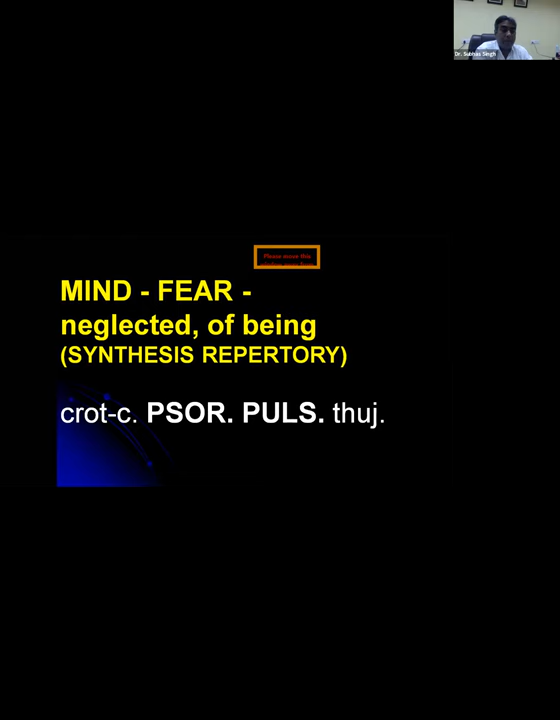 Dr. Subhas Singh
Please move this
MIND - FEAR -
neglected, of being
(SYNTHESIS REPERTORY)
crot-c. PSOR. PULS. thuj.